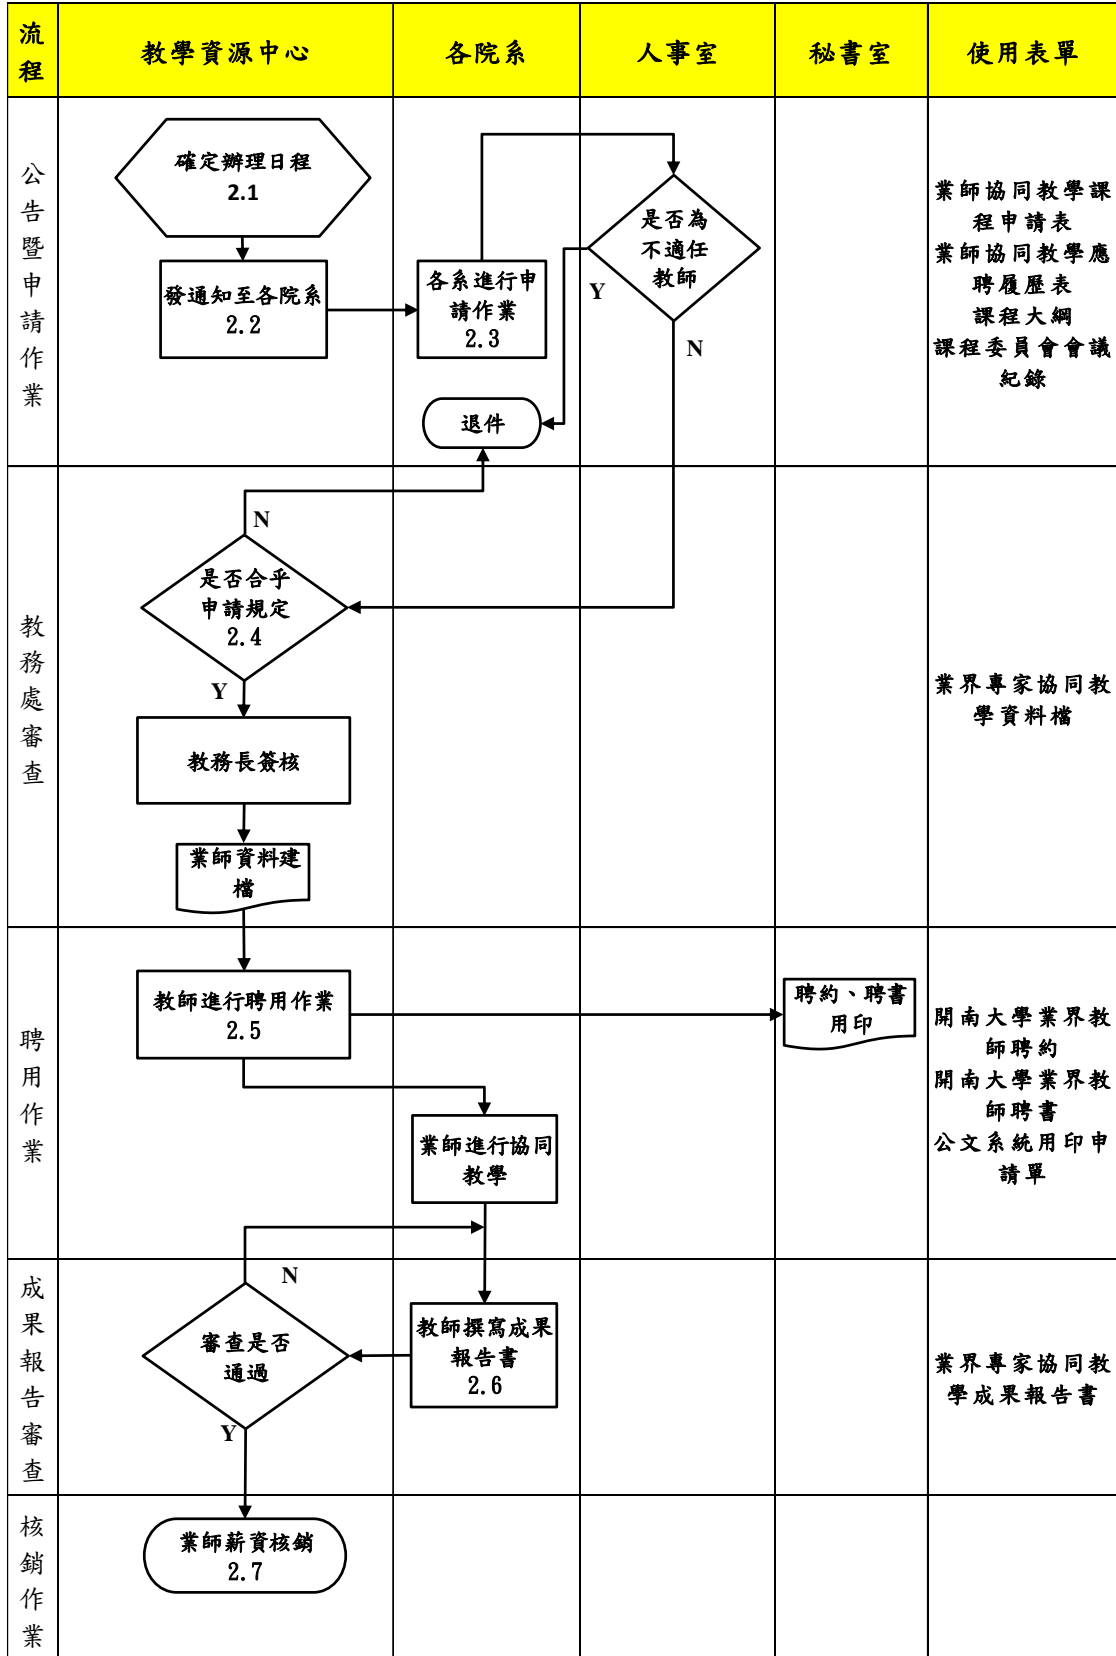 流程
教學資源中心
各院系
人事室
秘書室
使用表單
公告暨申請作業
確定辦理日程
2.1
發通知至各院系
2.2
各系進行申
請作業
2.3
是否為
不適任
教師
Y
N
退件
業師協同教學課
程申請表
業師協同教學應
聘履歷表
課程大綱
課程委員會會議
紀錄
教務處審查
N
是否合乎
申請規定
2.4
Y
教務長簽核
業師資料建
檔
業界專家協同教
學資料檔
聘用作業
教師進行聘用作業
2.5
聘約、聘書
用印
業師進行協同
教學
開南大學業界教
師聘約
開南大學業界教
師聘書
公文系統用印申
請單
成果報告審查
N
審查是否
通過
Y
教師撰寫成果
報告書
2.6
業界專家協同教
學成果報告書
核銷作業
業師薪資核銷
2.7